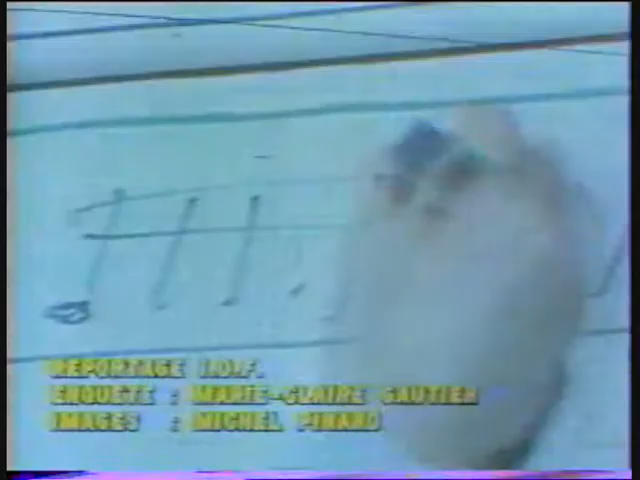 REPORTAGE I.D.F.
ENQUETE : MARIE-CLAIRE GAUTIER
IMAGES : MICHEL PINARD